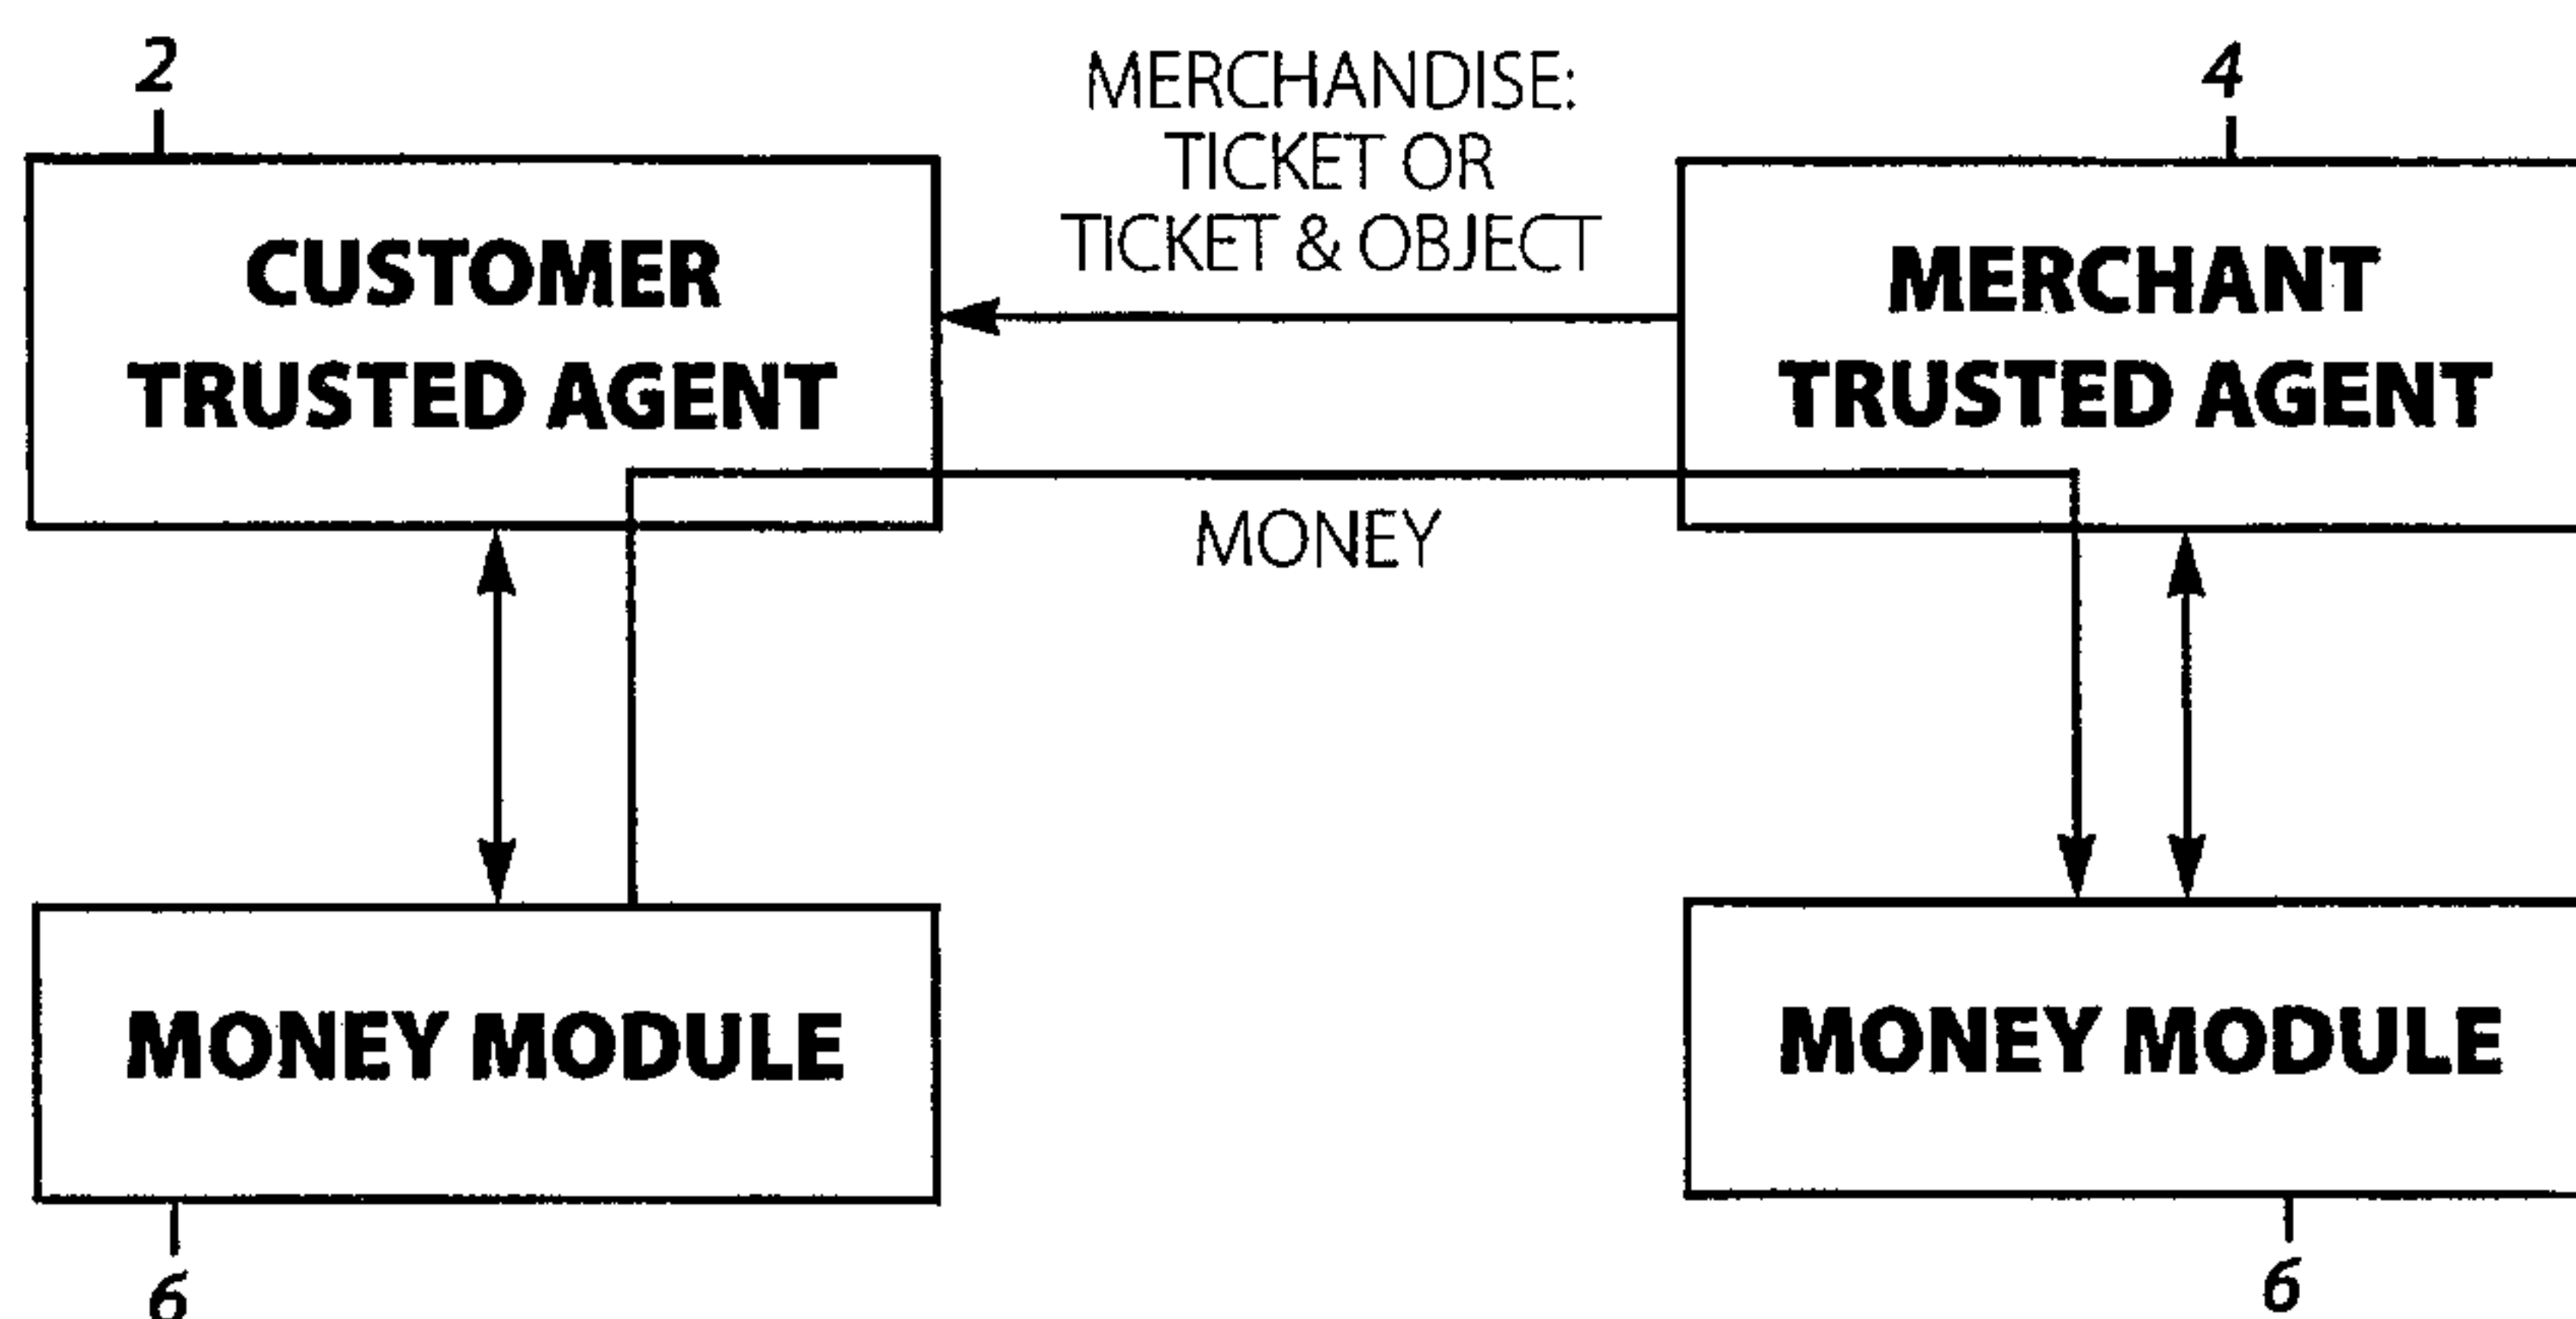 2
4
MERCHANDISE:
TICKET OR
TICKET & OBJECT
CUSTOMER
TRUSTED AGENT
MERCHANT
TRUSTED AGENT
MONEY
MONEY MODULE
MONEY MODULE
6
6